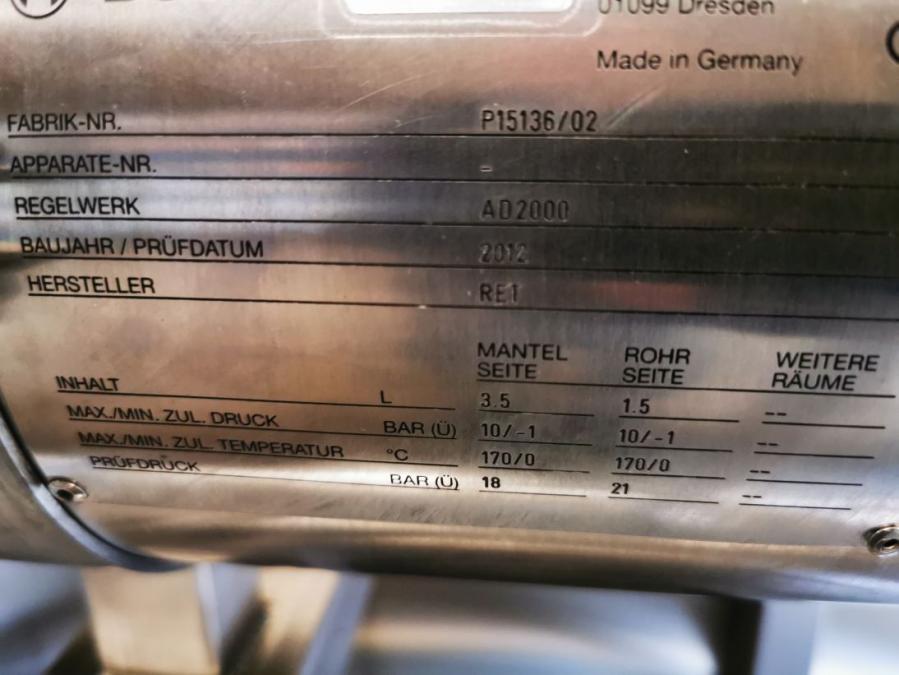 01099 Dresden
Made in Germany
FABRIK-NR. P15136/02
APPARATE-NR. -
REGELWERK AD2000
BAUJAHR / PRÜFDATUM 2012
HERSTELLER RET
MANTEL SEITE ROHR SEITE WEITERE RÄUME
INHALT L 3.5 1.5 --
MAX./MIN. ZUL. DRUCK BAR (Ü) 10/-1 10/-1 --
MAX./MIN. ZUL. TEMPERATUR °C 170/0 170/0 --
PRÜFDRUCK BAR (Ü) 18 21 --